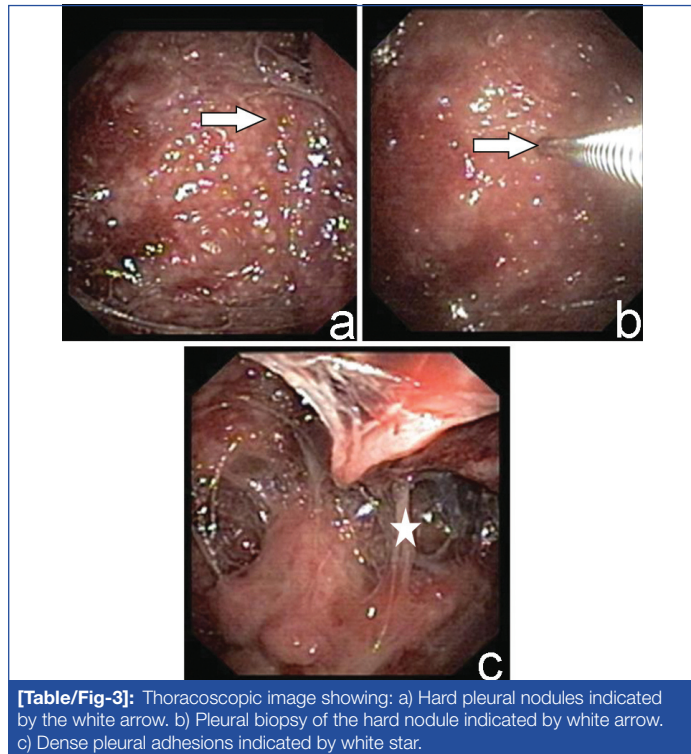 a
b
c
[Table/Fig-3]: Thoracoscopic image showing: a) Hard pleural nodules indicated
by the white arrow. b) Pleural biopsy of the hard nodule indicated by white arrow.
c) Dense pleural adhesions indicated by white star.